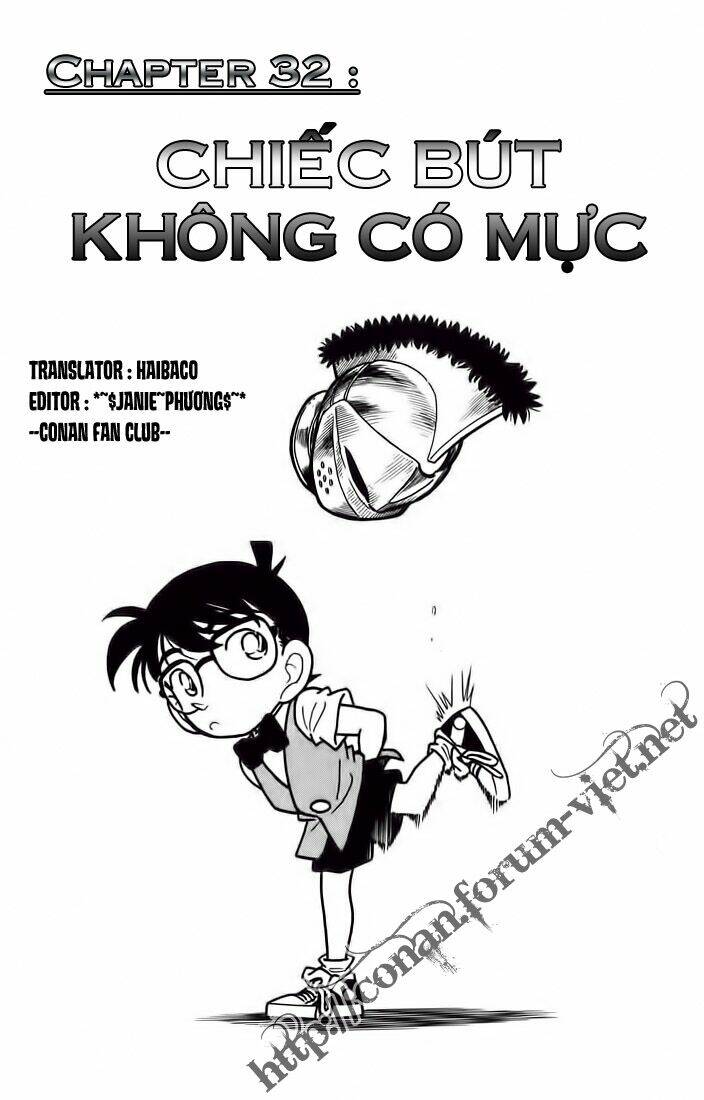 CHAPTER 32 :
CHIẾC BÚT
KHÔNG CÓ MỰC
TRANSLATOR : HAIBACO
EDITOR : *~$JANIE~PHƯƠNG$~*
--CONAN FAN CLUB--
http://conan.forum-viet.net